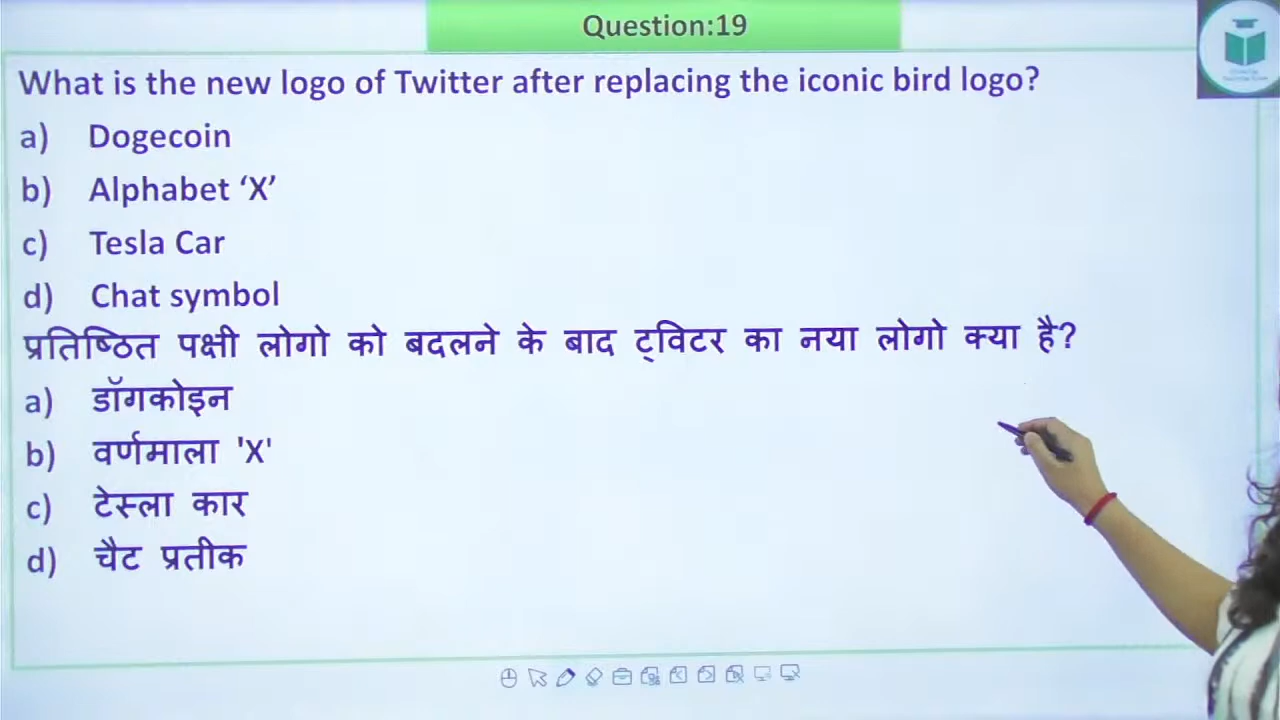 Question:19
What is the new logo of Twitter after replacing the iconic bird logo?
a) Dogecoin
b) Alphabet ‘X’
c) Tesla Car
d) Chat symbol
प्रतिष्ठित पक्षी लोगो को बदलने के बाद ट्विटर का नया लोगो क्या है?
a) डॉगकोइन
b) वर्णमाला 'X'
c) टेस्ला कार
d) चैट प्रतीक